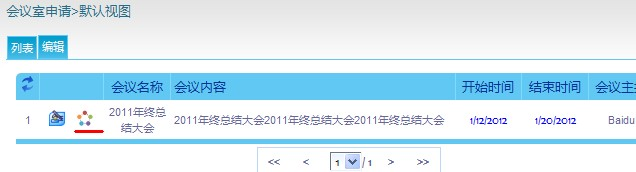 会议室申请>默认视图
列表 编辑
会议名称 会议内容 开始时间 结束时间 会议主
1 2011年终总结大会 2011年终总结大会2011年终总结大会2011年终总结大会 1/12/2012 1/20/2012 Baidu
<< < 1 / 1 > >>